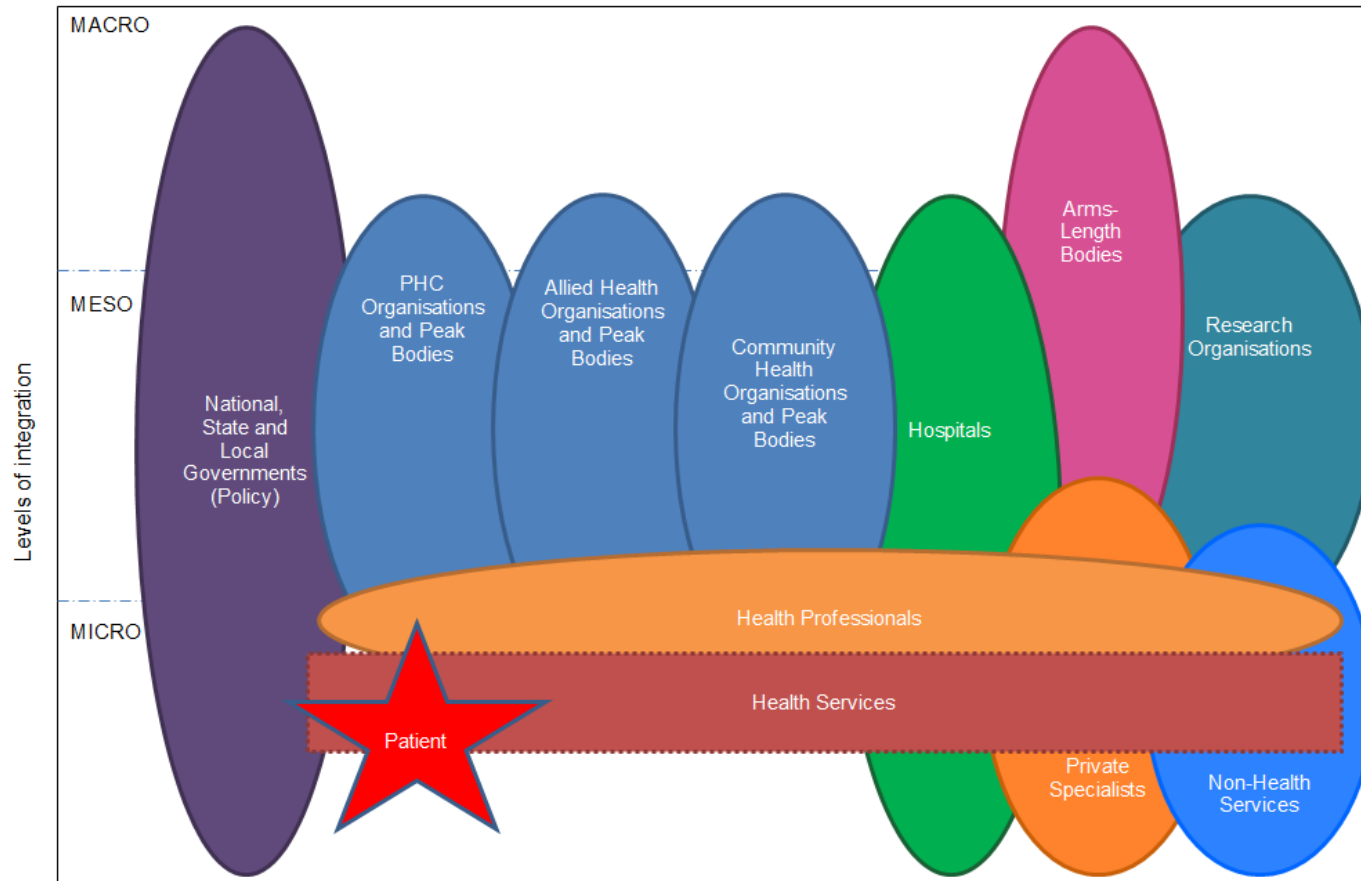 MACRO
MESO
MICRO
Levels of integration
National,
State and
Local
Governments
(Policy)
PHC
Organisations
and Peak
Bodies
Allied Health
Organisations
and Peak
Bodies
Community
Health
Organisations
and Peak
Bodies
Hospitals
Arms-
Length
Bodies
Research
Organisations
Health Professionals
Health Services
Patient
Private
Specialists
Non-Health
Services